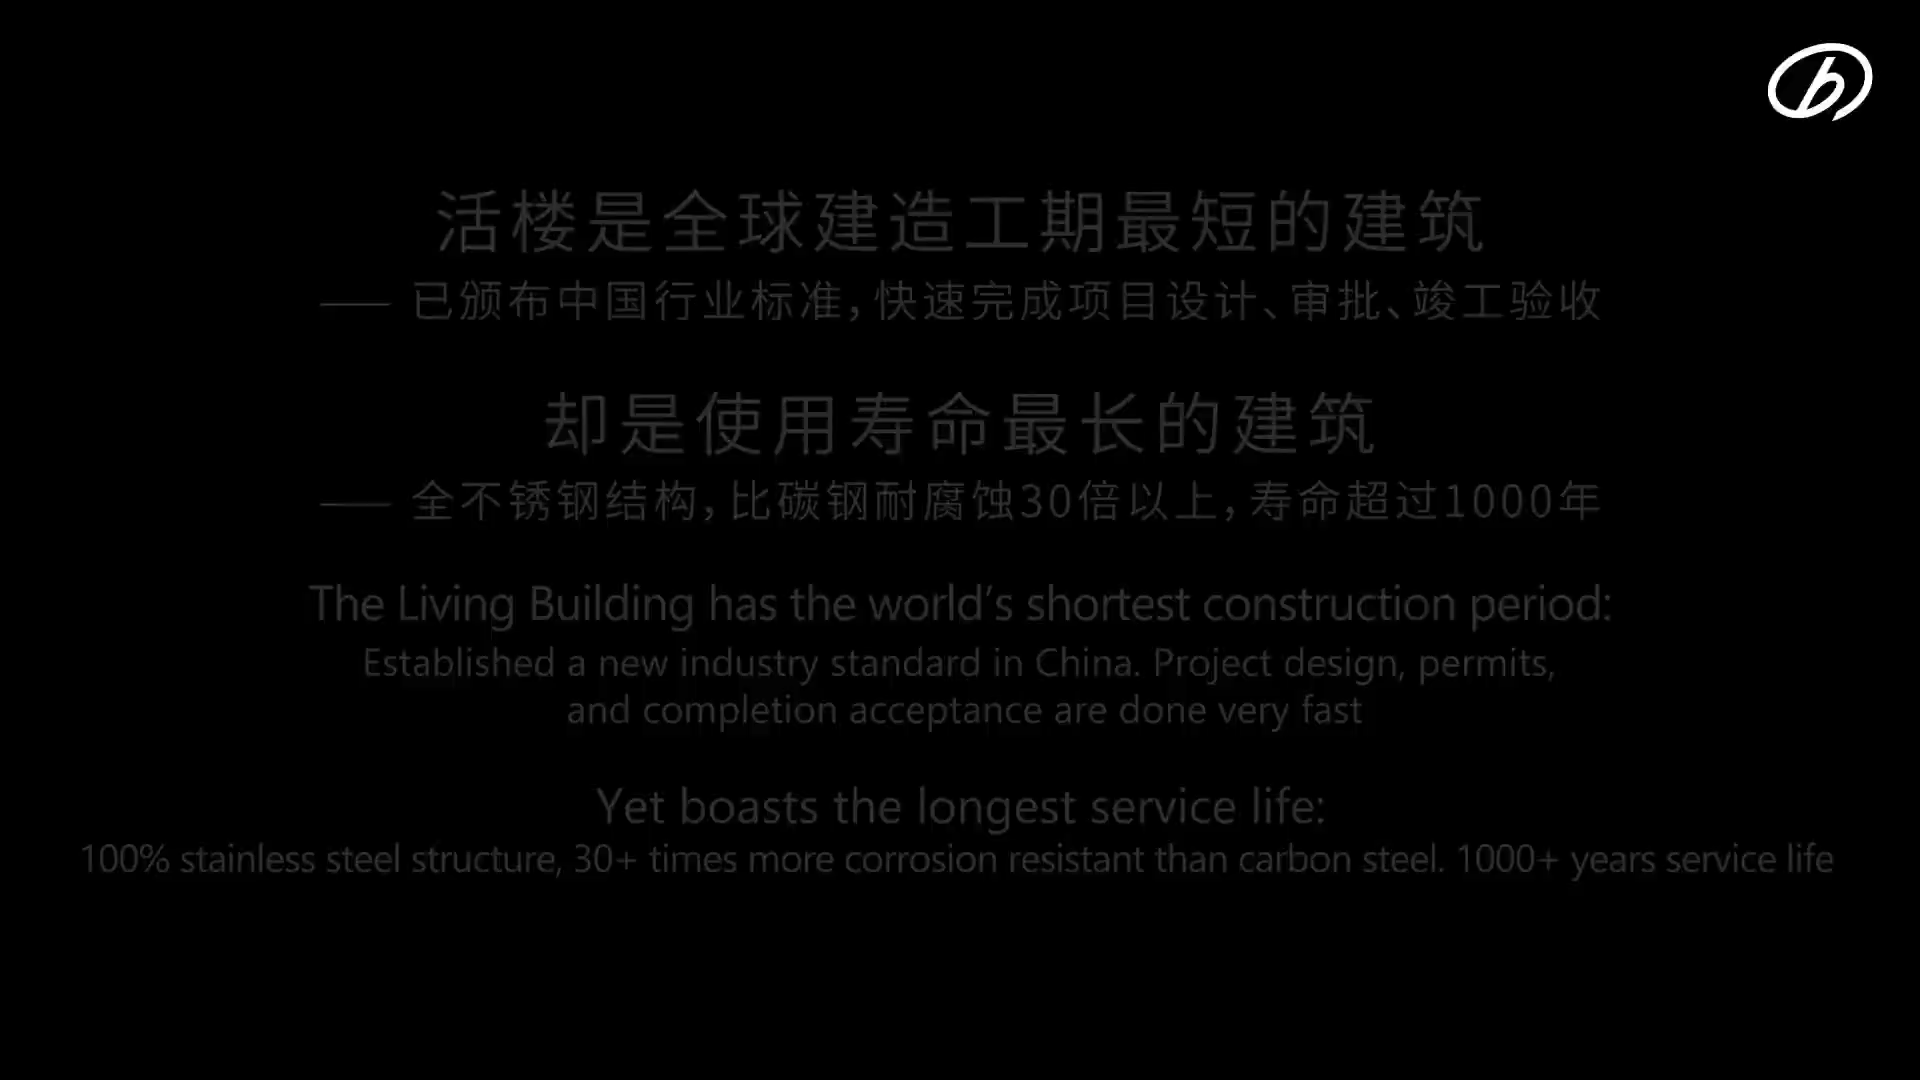 活楼是全球建造工期最短的建筑
—— 已颁布中国行业标准，快速完成项目设计、审批、竣工验收
却是使用寿命最长的建筑
—— 全不锈钢结构，比碳钢耐腐蚀30倍以上，寿命超过1000年
The Living Building has the world’s shortest construction period:
Established a new industry standard in China. Project design, permits,
and completion acceptance are done very fast
Yet boasts the longest service life:
100% stainless steel structure, 30+ times more corrosion resistant than carbon steel. 1000+ years service life